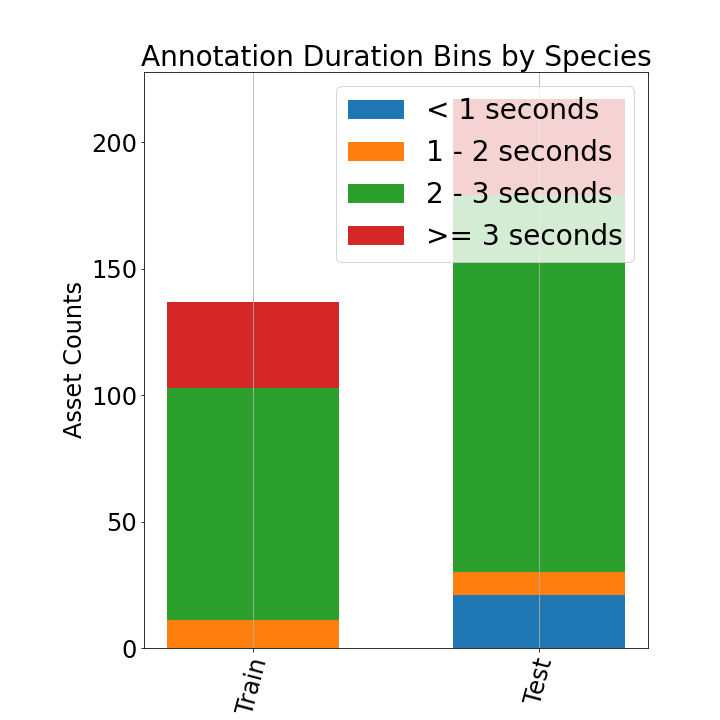 Annotation Duration Bins by Species
< 1 seconds
1 - 2 seconds
2 - 3 seconds
>= 3 seconds
Asset Counts
200
150
100
50
0
Train
Test